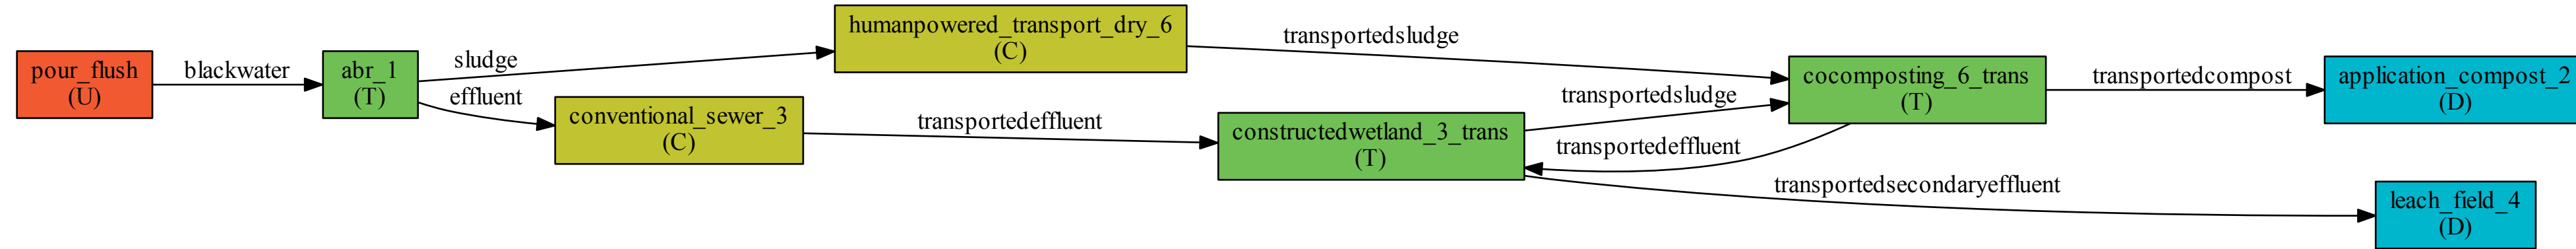 pour_flush
(U)
blackwater
abr_1
(T)
sludge
effluent
humanpowered_transport_dry_6
(C)
conventional_sewer_3
(C)
transportedsludge
transportedeffluent
constructedwetland_3_trans
(T)
transportedsludge
transportedeffluent
cocomposting_6_trans
(T)
transportedcompost
transportedsecondaryeffluent
application_compost_2
(D)
leach_field_4
(D)